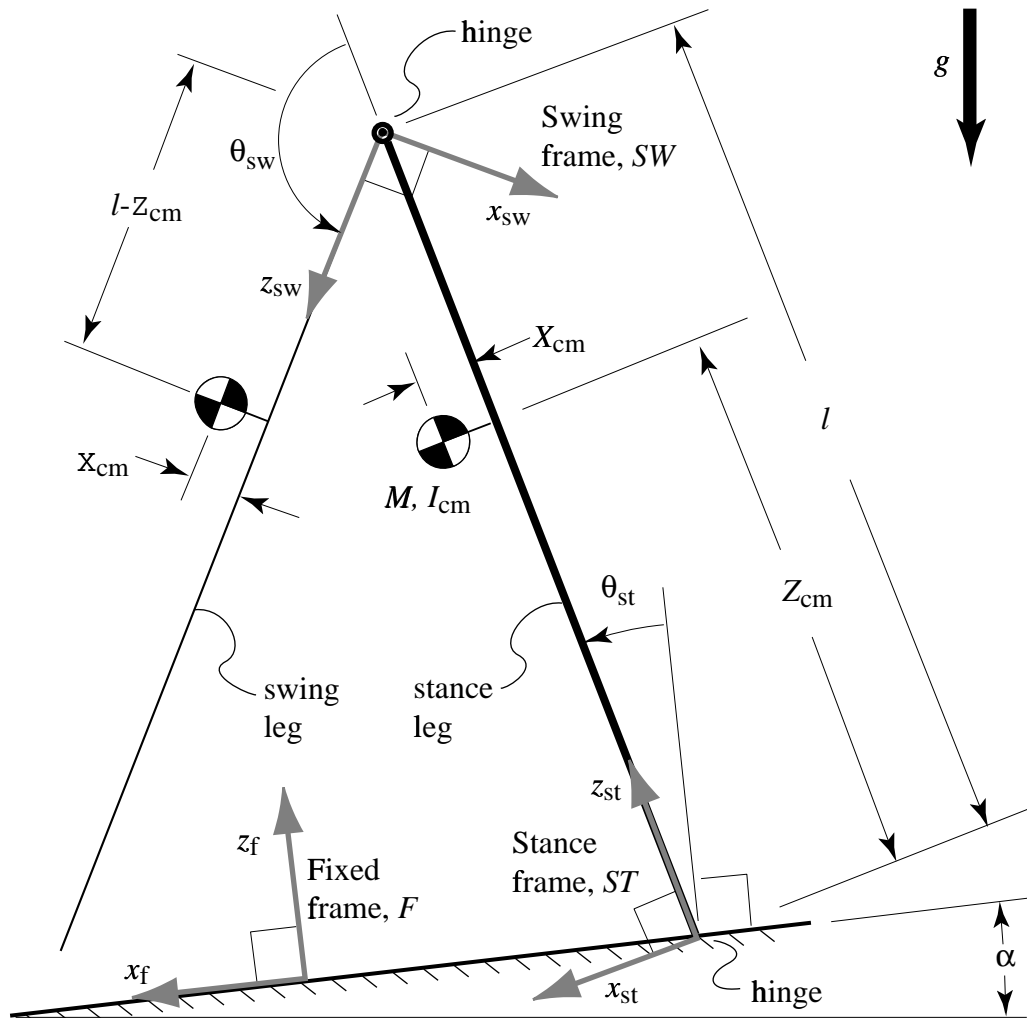 hinge
g
Swing
frame, SW
θsw
l-Zcm
xsw
zsw
Xcm
l
Xcm
M, Icm
θst
Zcm
swing
leg
stance
leg
zst
zf
Stance
frame, ST
Fixed
frame, F
α
xf
xst
hinge